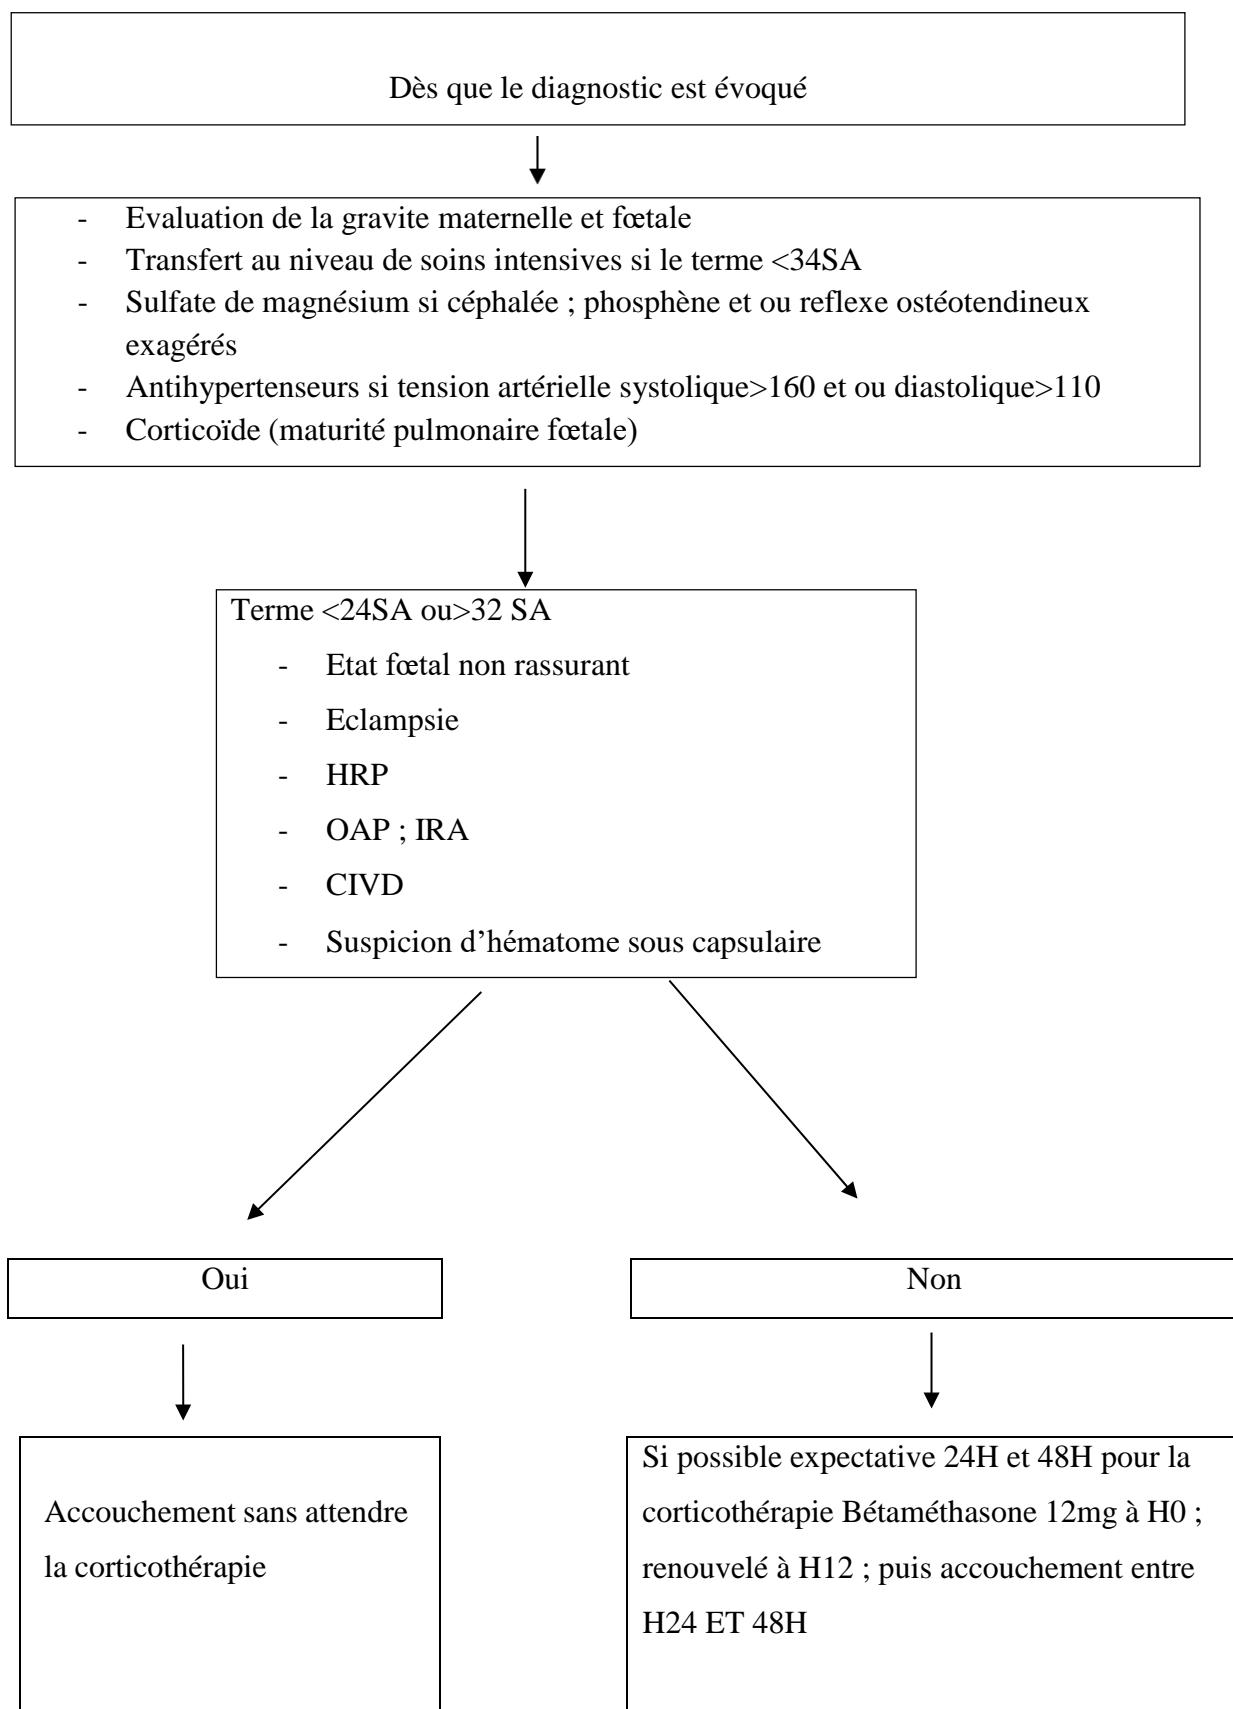 Dès que le diagnostic est évoqué
- Evaluation de la gravite maternelle et fœtale
- Transfert au niveau de soins intensives si le terme <34SA
- Sulfate de magnésium si céphalée ; phosphène et ou reflexe ostéotendineux
exagérés
- Antihypertenseurs si tension artérielle systolique>160 et ou diastolique>110
- Corticoïde (maturité pulmonaire fœtale)
Terme <24SA ou>32 SA
- Etat fœtal non rassurant
- Eclampsie
- HRP
- OAP ; IRA
- CIVD
- Suspicion d’hématome sous capsulaire
Oui
Non
Accouchement sans attendre
la corticothérapie
Si possible expectative 24H et 48H pour la
corticothérapie Bétaméthasone 12mg à H0 ;
renouvelé à H12 ; puis accouchement entre
H24 ET 48H